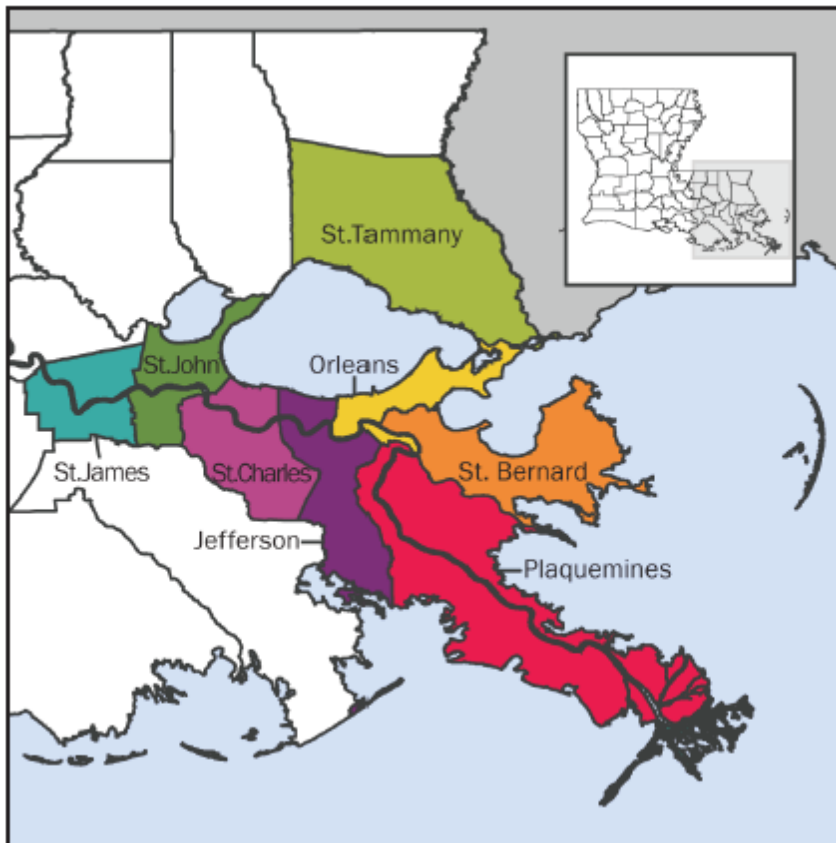 St.Tammany
St.John
Orleans
St.James
St.Charles
St. Bernard
Jefferson
Plaquemines